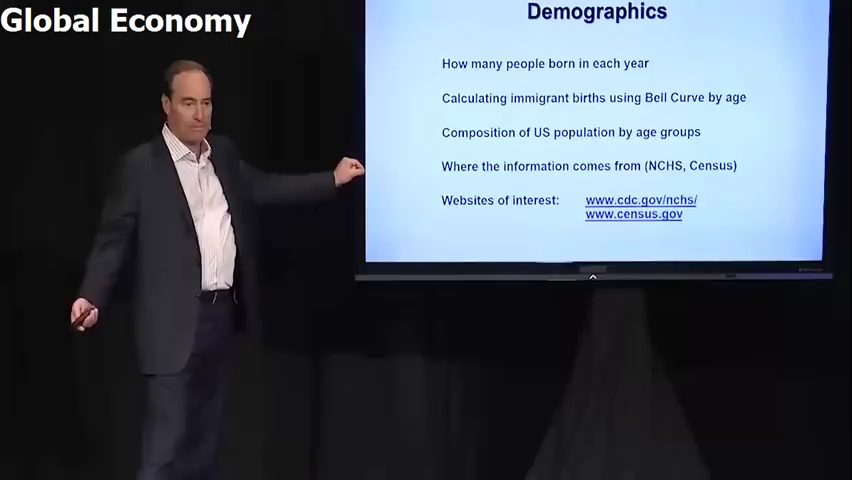 Global Economy
Demographics
How many people born in each year
Calculating immigrant births using Bell Curve by age
Composition of US population by age groups
Where the information comes from (NCHS, Census)
Websites of interest: www.cdc.gov/nchs/
www.census.gov